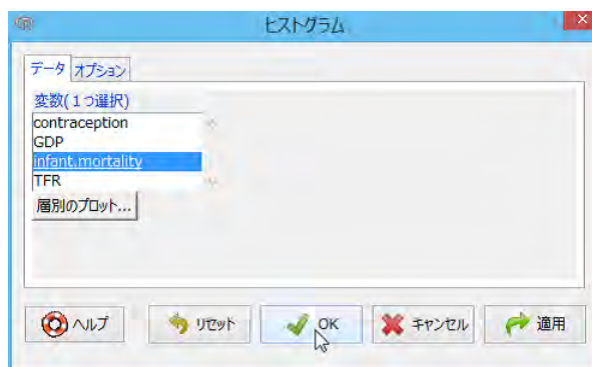 ヒストグラム
データ オプション
変数(1つ選択)
contraception
GDP
infant.mortality
TFR
層別のプロット...
ヘルプ リセット OK キャンセル 適用